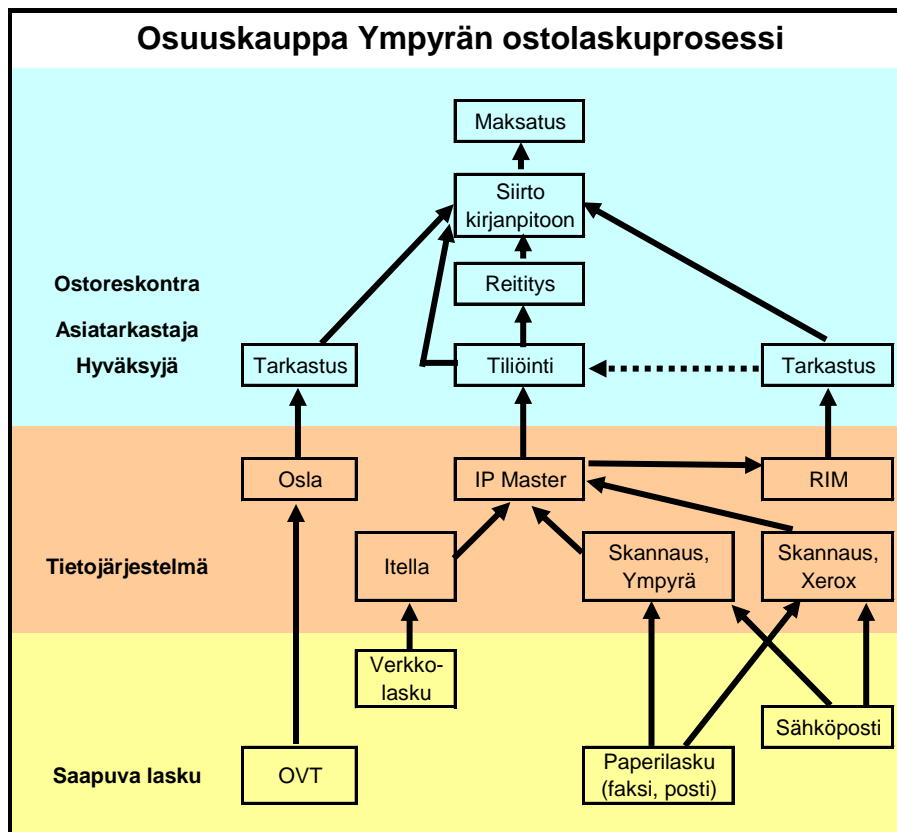 Osuuskauppa Ympyrän ostolaskuprosessi
Maksatus
Siirto
kirjanpitoon
Ostoreskontra
Reititys
Asiatarkastaja
Hyväksyjä
Tarkastus
Tiliöinti
Tarkastus
Osla
IP Master
RIM
Tietojärjestelmä
Itella
Skannaus,
Ympyrä
Skannaus,
Xerox
Verkko-
lasku
Sähköposti
Saapuva lasku
OVT
Paperilasku
(faksi, posti)